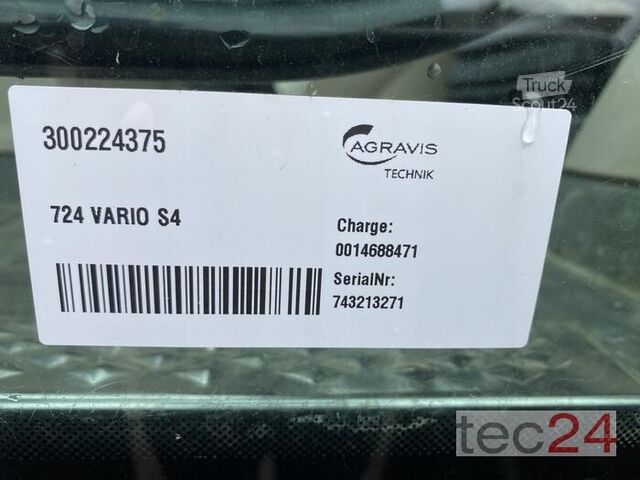 Truck
Scout24
300224375
AGRAVIS
TECHNIK
724 VARIO S4
Charge:
0014688471
SerialNr:
743213271
tec24